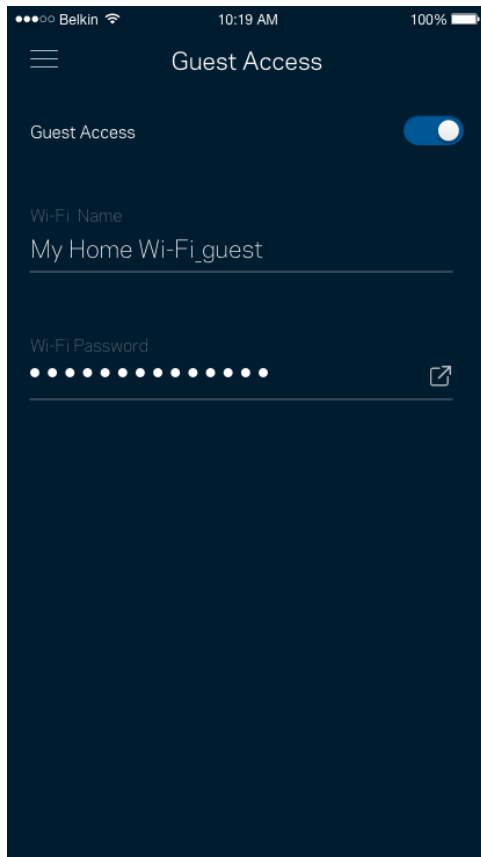 Belkin 10:19 AM 100%
Guest Access
Guest Access
Wi-Fi Name
My Home Wi-Fi_guest
Wi-Fi Password
●●●●●●●●●●●●●●